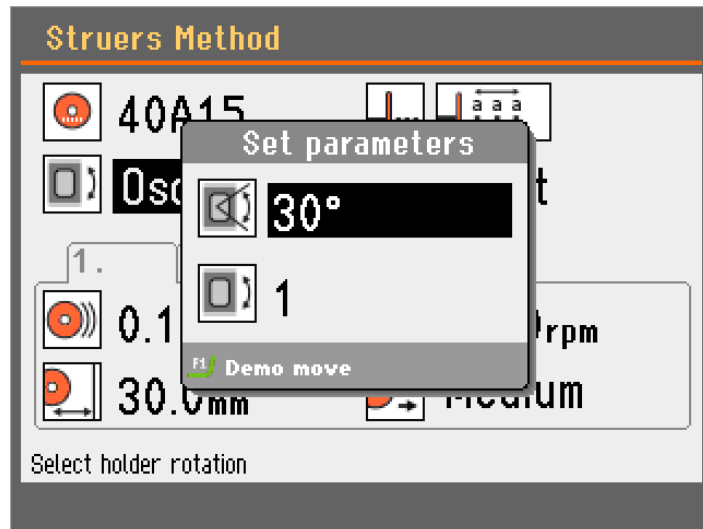 Struers Method
40A15
a a a
Set parameters
30°
1.
1
0.1
rpm
F1 Demo move
30.0mm
Medium
Select holder rotation